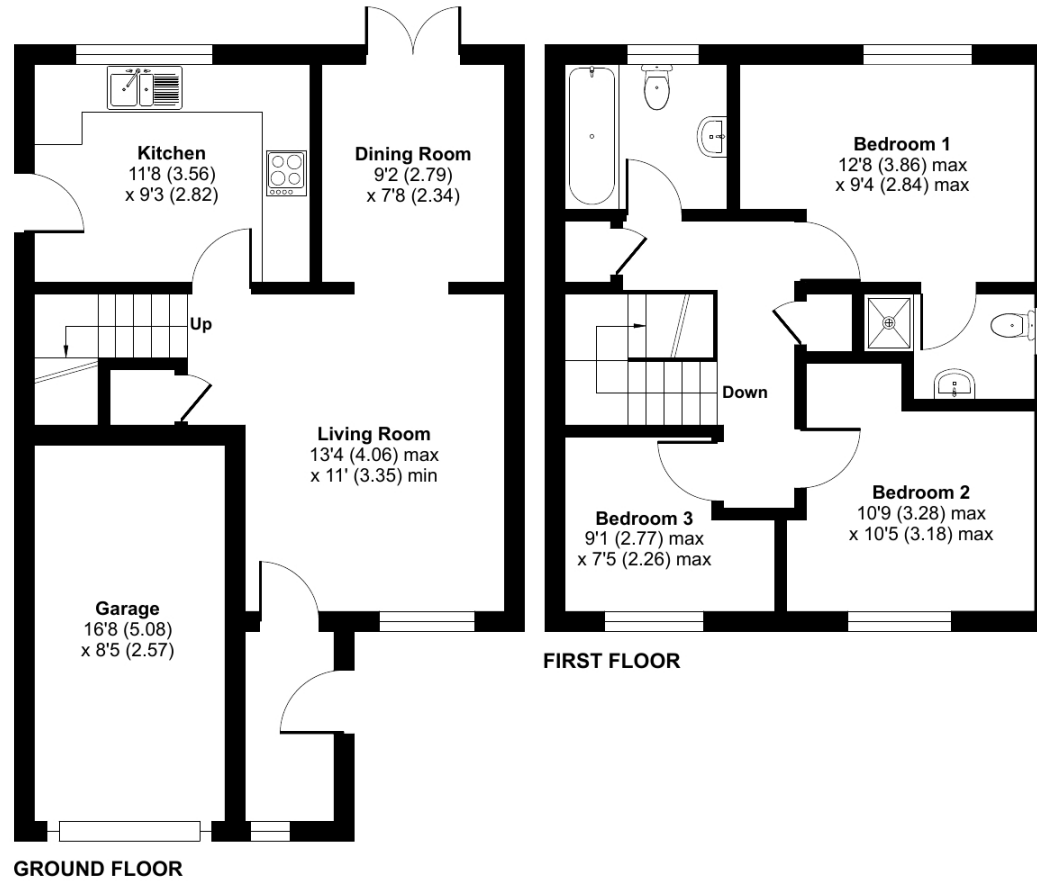 Kitchen
11'8 (3.56)
x 9'3 (2.82)
Dining Room
9'2 (2.79)
x 7'8 (2.34)
Up
Living Room
13'4 (4.06) max
x 11' (3.35) min
Garage
16'8 (5.08)
x 8'5 (2.57)
GROUND FLOOR
Bedroom 1
12'8 (3.86) max
x 9'4 (2.84) max
Down
Bedroom 2
10'9 (3.28) max
x 10'5 (3.18) max
Bedroom 3
9'1 (2.77) max
x 7'5 (2.26) max
FIRST FLOOR